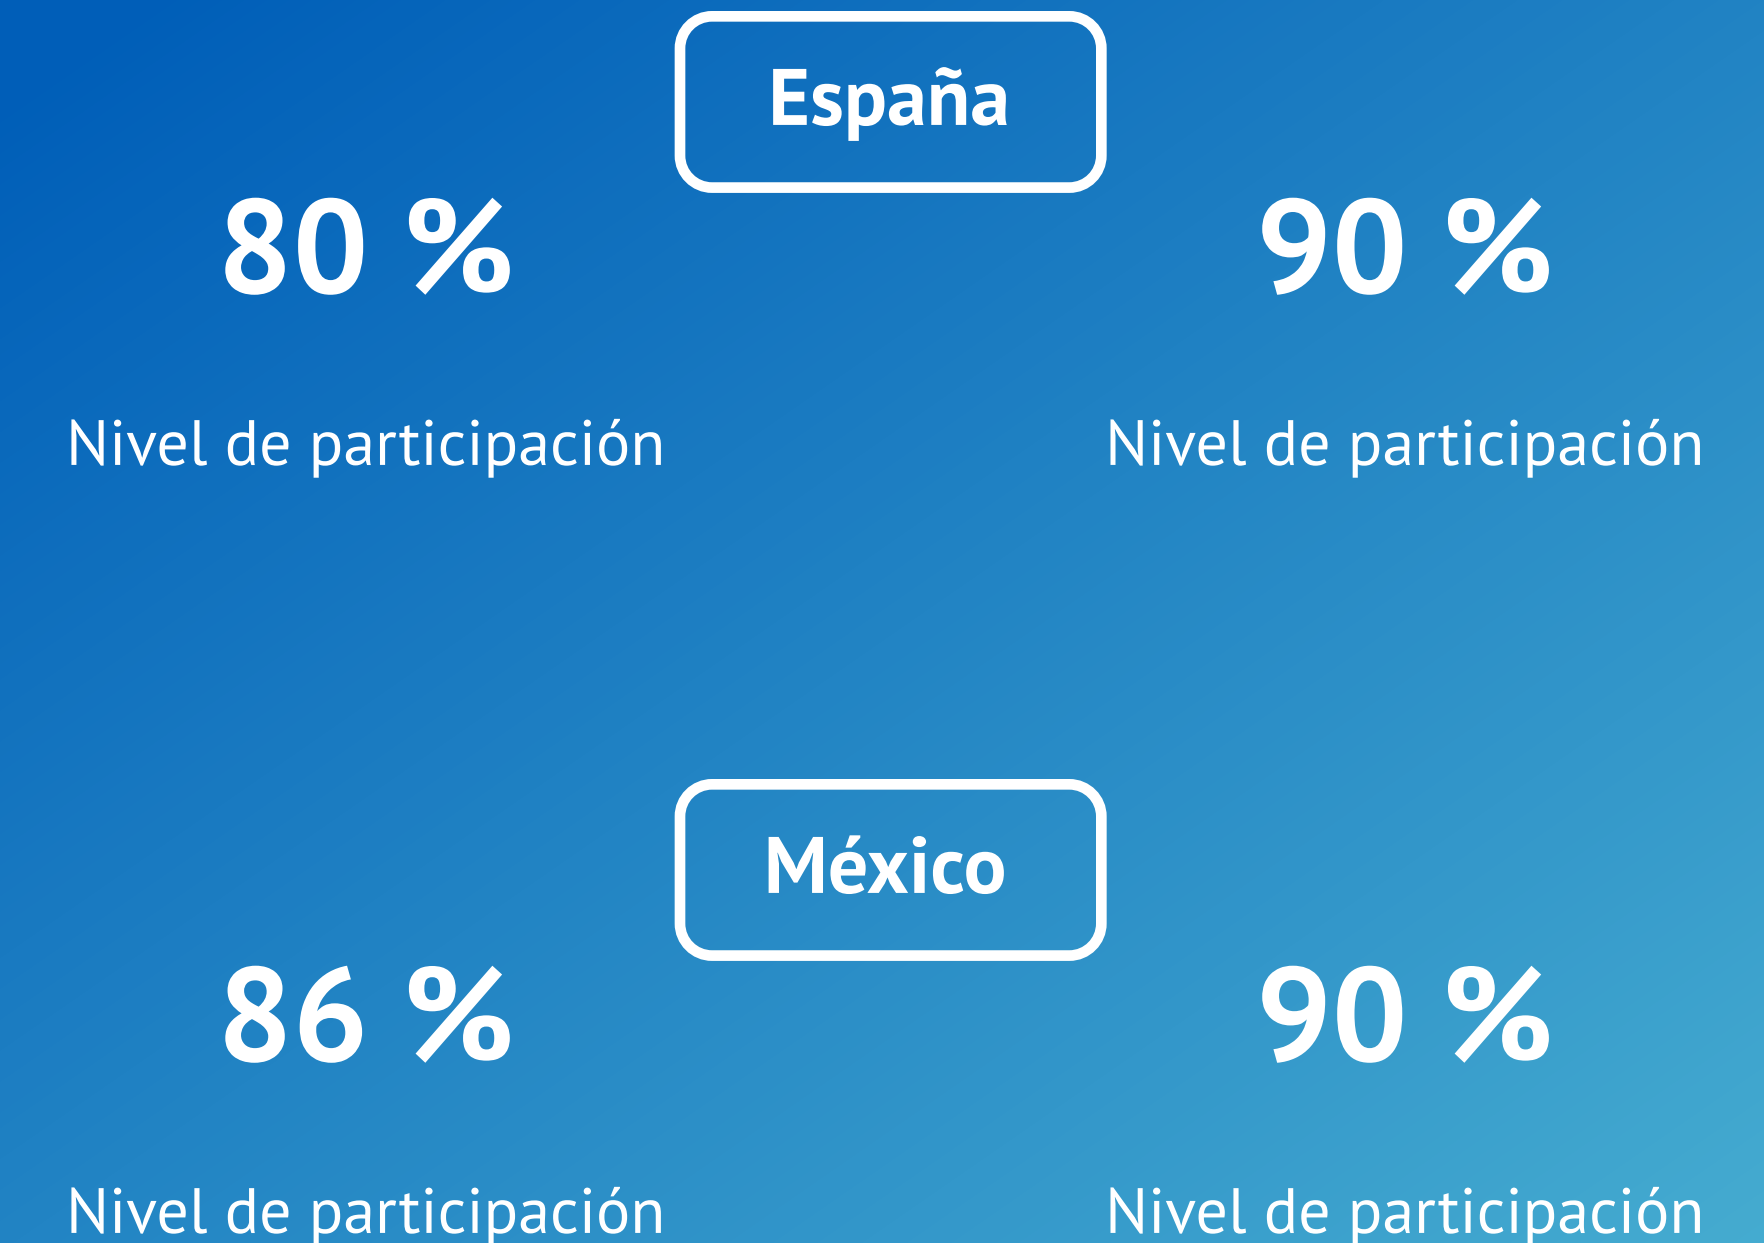 España
80 % 90 %
Nivel de participación Nivel de participación
México
86 % 90 %
Nivel de participación Nivel de participación